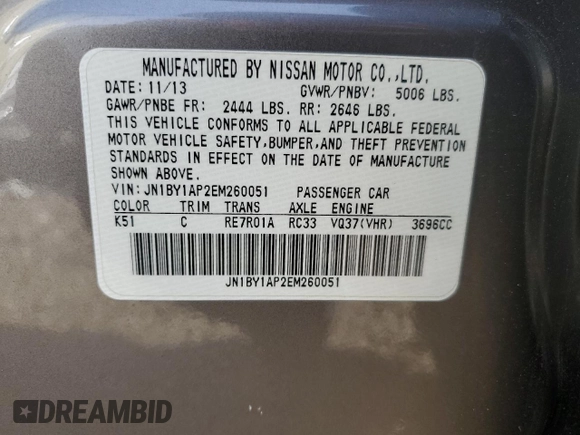 MANUFACTURED BY NISSAN MOTOR CO.,LTD.
DATE: 11/13 GVWR/PNBV: 5006 LBS.
GAWR/PNBE FR: 2444 LBS. RR: 2646 LBS.
THIS VEHICLE CONFORMS TO ALL APPLICABLE FEDERAL
MOTOR VEHICLE SAFETY,BUMPER,AND THEFT PREVENTION
STANDARDS IN EFFECT ON THE DATE OF MANUFACTURE
SHOWN ABOVE.
VIN: JN1BY1AP2EM260051 PASSENGER CAR
COLOR TRIM TRANS AXLE ENGINE
K51 C RE7R01A RC33 VQ37(VHR) 3696CC
JN1BY1AP2EM260051
DREAMBID